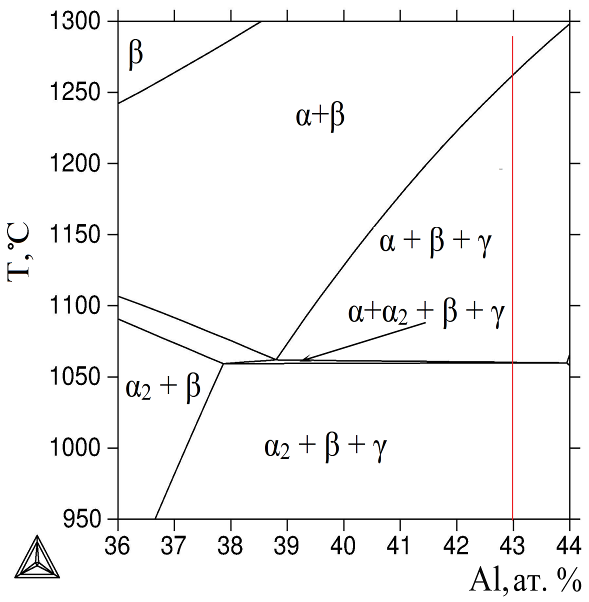 1300
β
1250
α+β
1200
T,°C
1150
α + β + γ
1100
α+α₂ + β + γ
1050
α₂ + β
1000
α₂ + β + γ
950
36 37 38 39 40 41 42 43 44
Al,ат. %